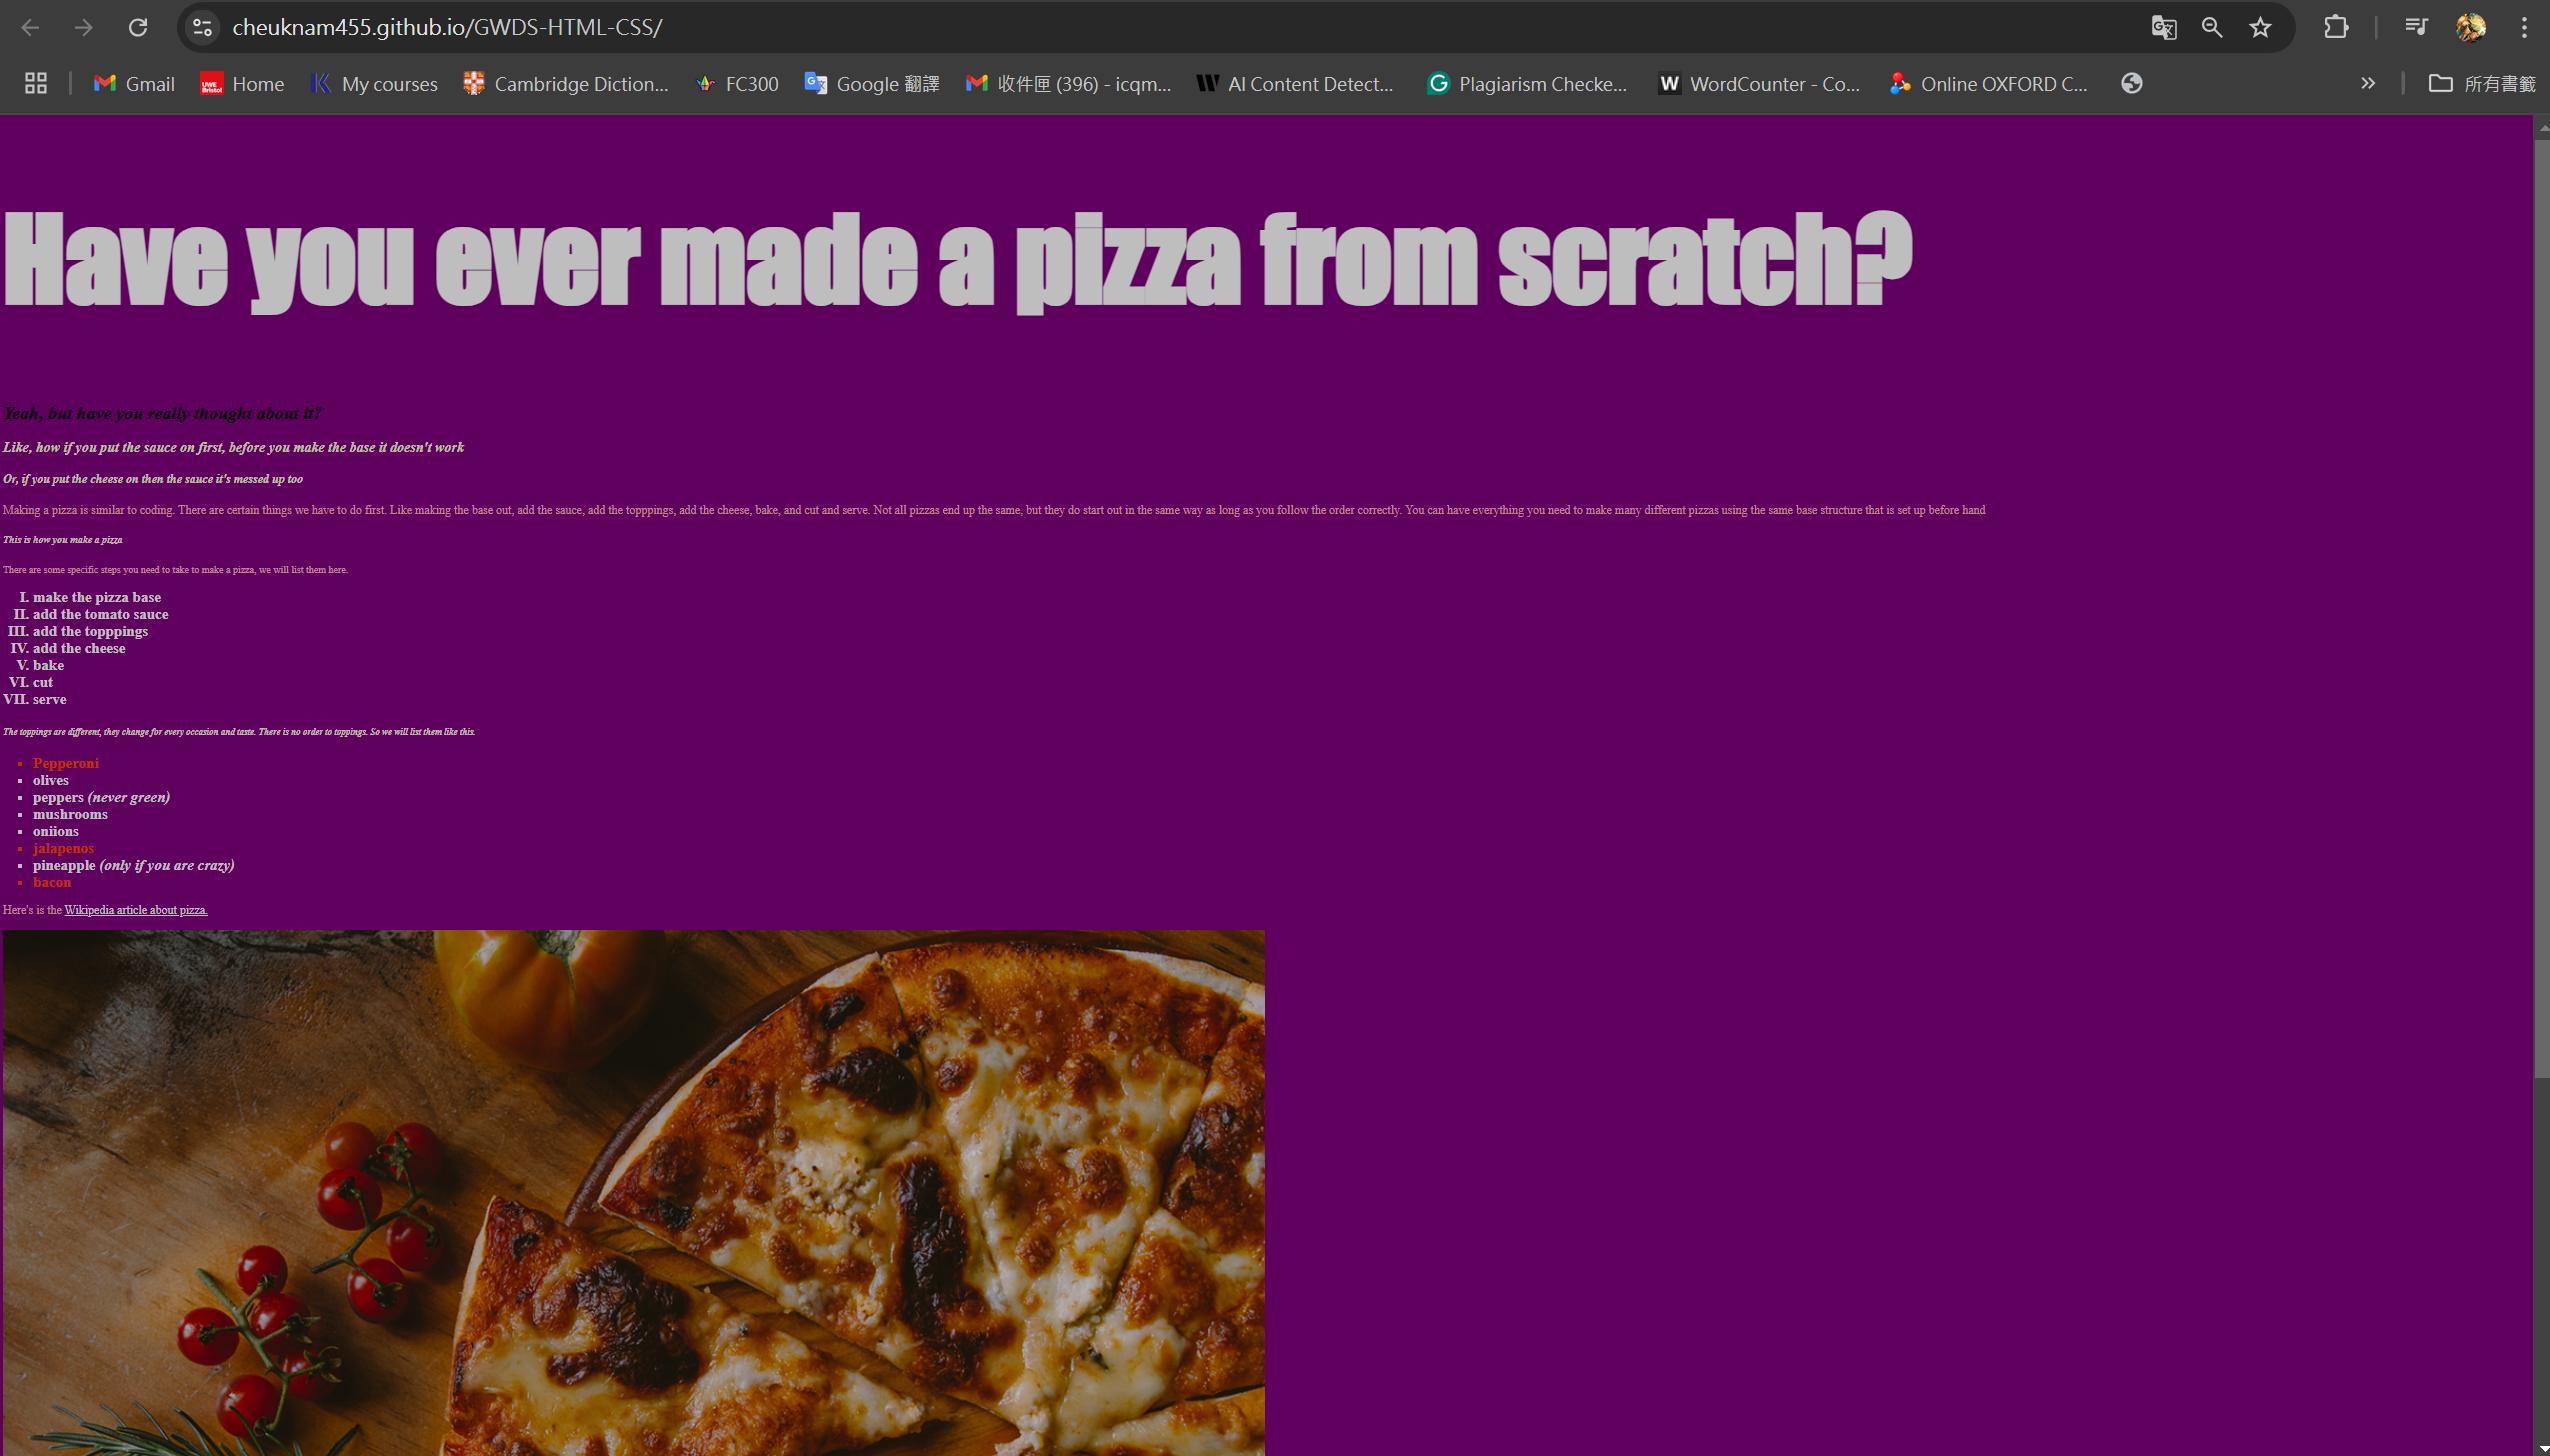 cheuknam455.github.io/GWDS-HTML-CSS/
Gmail
Home
My courses
Cambridge Diction...
FC300
Google 翻譯
收件匣 (396) - icqm...
AI Content Detect...
Plagiarism Checke...
WordCounter - Co...
Online OXFORD C...
所有書籤
Have you ever made a pizza from scratch?
Yeah, but have you really thought about it?
Like, how if you put the sauce on first, before you make the base it doesn't work
Or, if you put the cheese on then the sauce it's messed up too
Making a pizza is similar to coding. There are certain things we have to do first. Like making the base out, add the sauce, add the topppings, add the cheese, bake, and cut and serve. Not all pizzas end up the same, but they do start out in the same way as long as you follow the order correctly. You can have everything you need to make many different pizzas using the same base structure that is set up before hand
This is how you make a pizza
There are some specific steps you need to take to make a pizza, we will list them here.
I. make the pizza base
II. add the tomato sauce
III. add the topppings
IV. add the cheese
V. bake
VI. cut
VII. serve
The toppings are different, they change for every occasion and taste. There is no order to toppings. So we will list them like this.
Pepperoni
olives
peppers (never green)
mushrooms
oniions
jalapenos
pineapple (only if you are crazy)
bacon
Here's is the Wikipedia article about pizza.